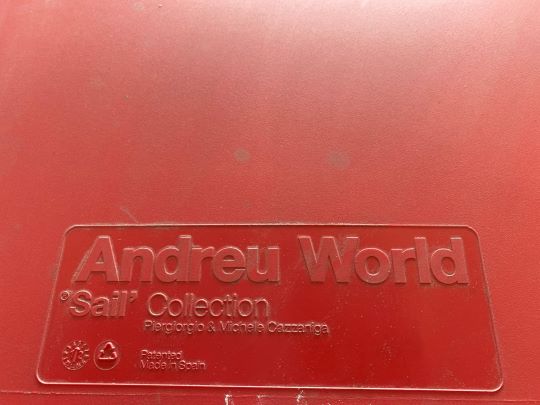 Andreu World
'Sail' Collection
Piergiorgio & Michele Cazzaniga
Patented
Made in Spain